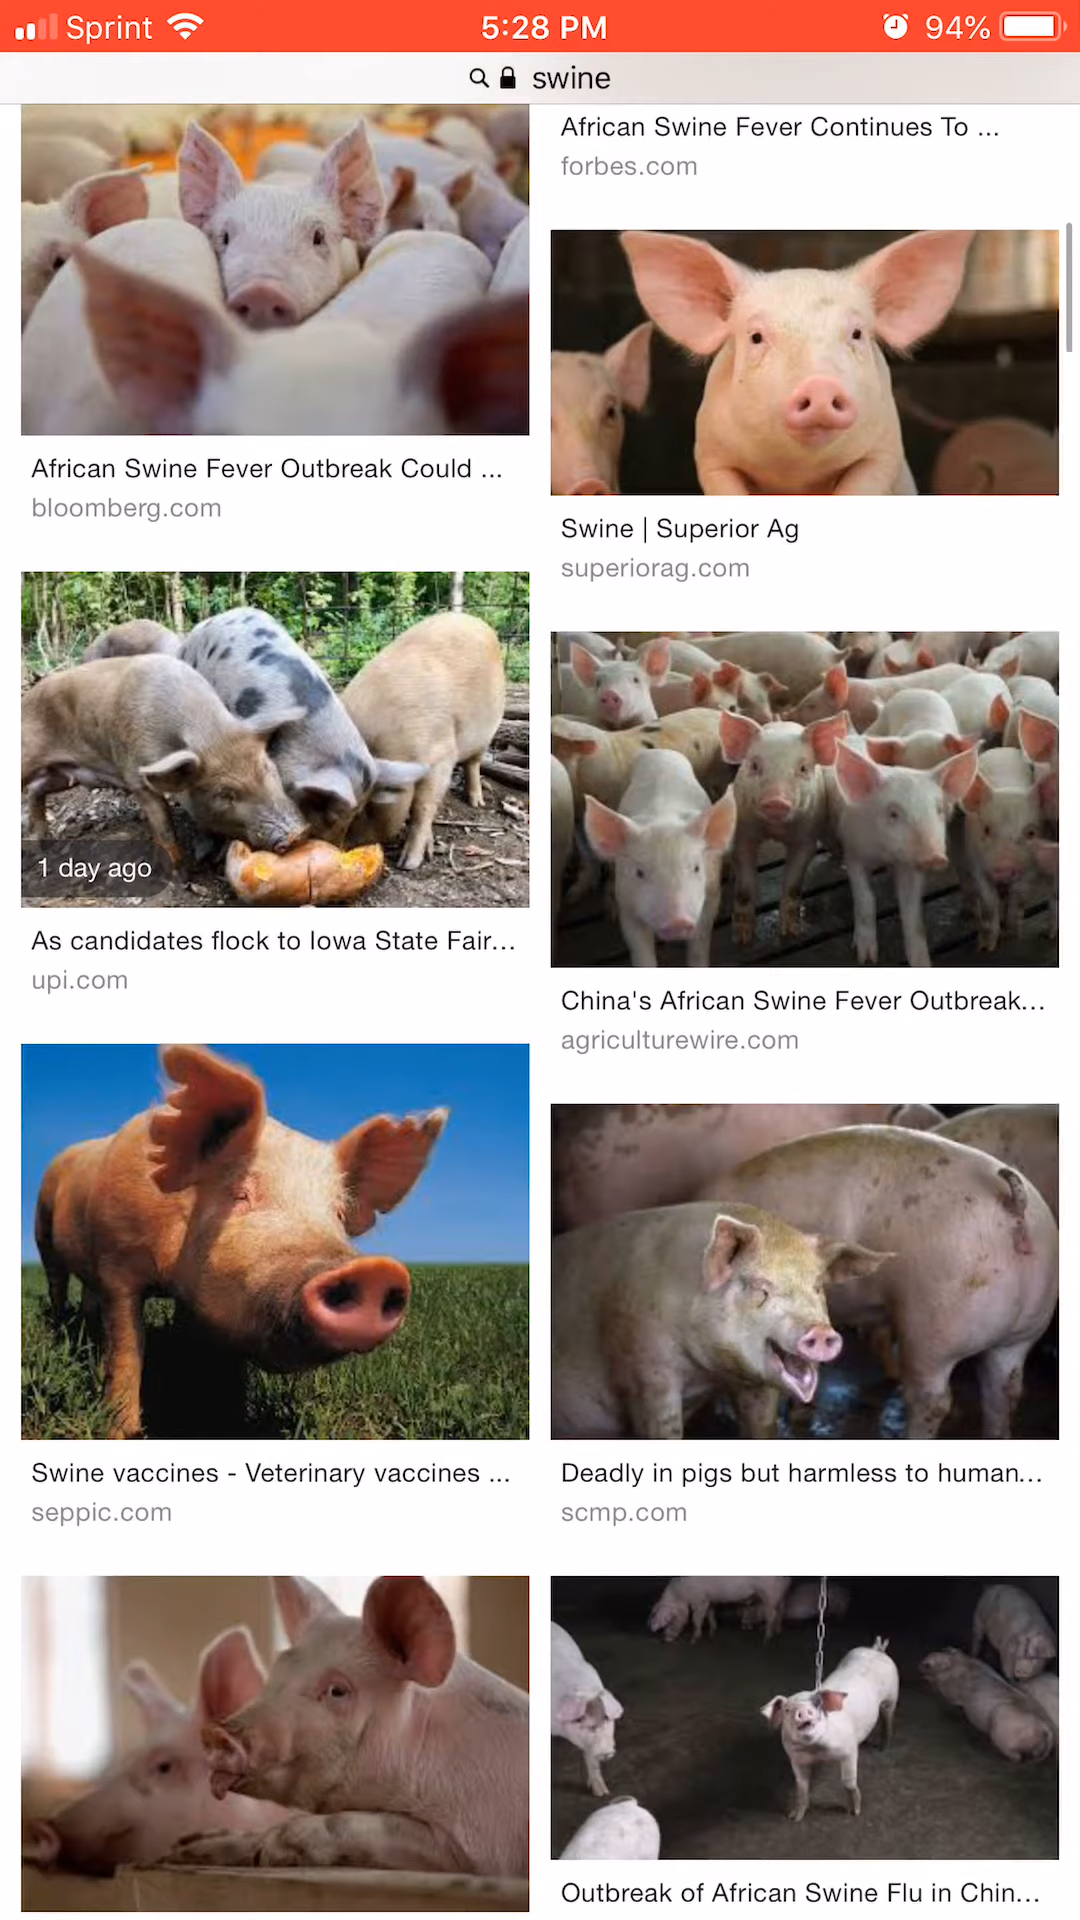 Sprint 5:28 PM 94%
swine
African Swine Fever Continues To ...
forbes.com
African Swine Fever Outbreak Could ...
bloomberg.com
Swine | Superior Ag
superiorag.com
1 day ago
As candidates flock to Iowa State Fair...
upi.com
China's African Swine Fever Outbreak...
agriculturewire.com
Swine vaccines - Veterinary vaccines ...
seppic.com
Deadly in pigs but harmless to human...
scmp.com
Outbreak of African Swine Flu in Chin...